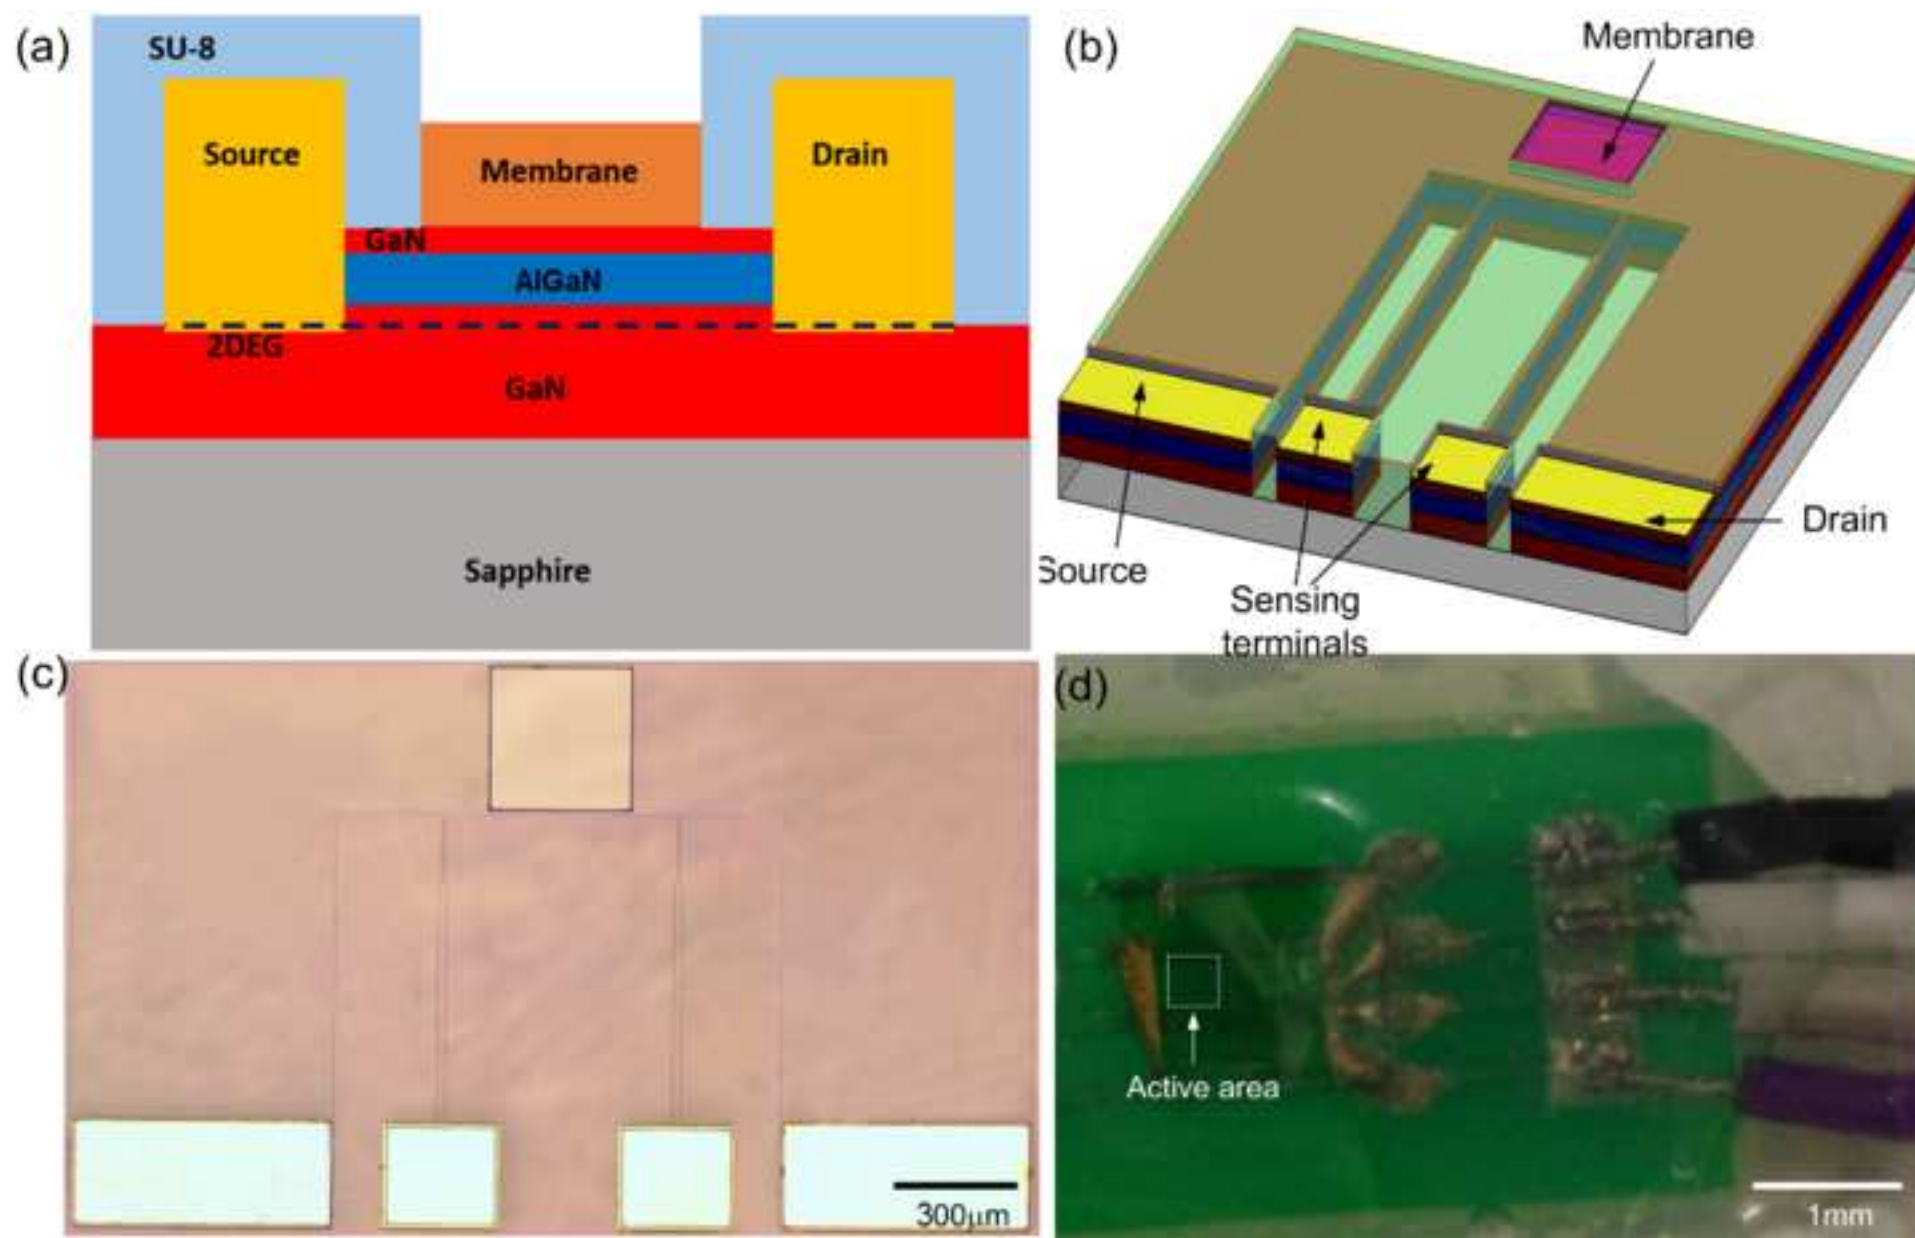 (a)
SU-8
Source
Membrane
Drain
GaN
AlGaN
2DEG
GaN
Sapphire
(b)
Membrane
Source
Sensing
terminals
Drain
(c)
300μm
(d)
Active area
1mm